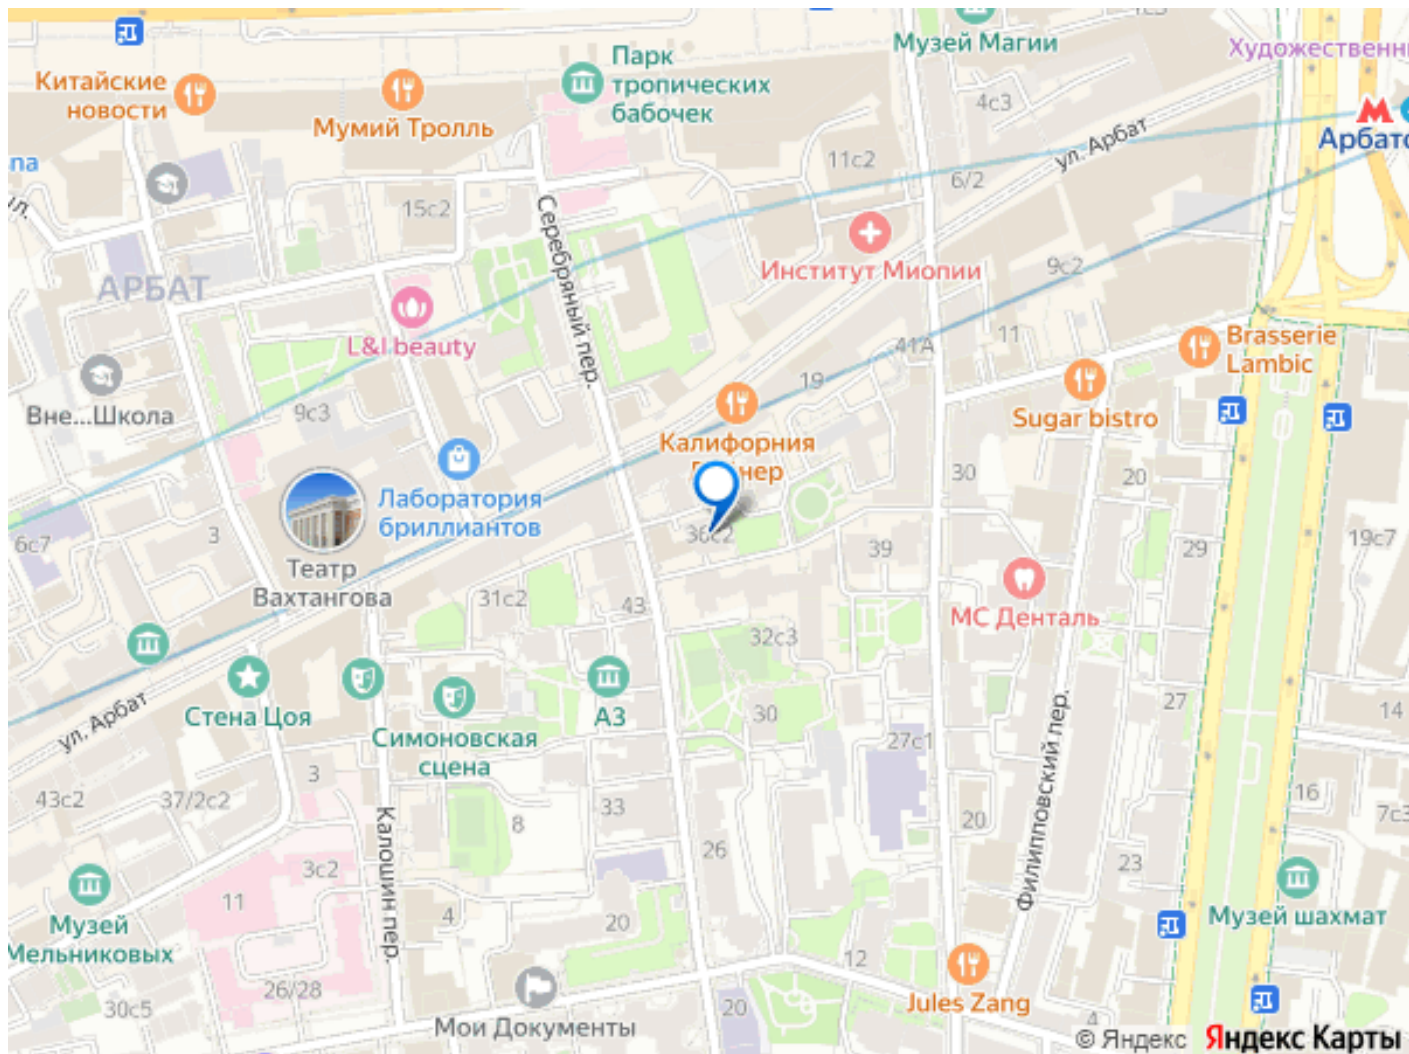 Музей Магии
4с3
Художественн
Китайские
новости
Мумий Тролль
Парк
тропических
бабочек
Арбатс
ул. Арбат
11с2
6/2
15с2
Серебряный пер.
Институт Миопии
9с2
АРБАТ
L&I beauty
41А
11
Brasserie
Lambic
19
Вне...Школа
9с3
Sugar bistro
Калифорния
нер
30
20
Лаборатория
бриллиантов
6с7
3
36с2
39
29
19с7
Театр
Вахтангова
31с2
43
МС Денталь
32с3
ул. Арбат
Стена Цоя
А3
30
27
14
Симоновская
сцена
27с1
Филипповский пер.
3
43с2
37/2с2
Калошин пер.
8
33
20
16
7с3
26
23
3с2
11
4
20
Музей
Мельниковых
Музей шахмат
12
26/28
30с5
Мои Документы
20
Jules Zang
4
© Яндекс Яндекс Карты